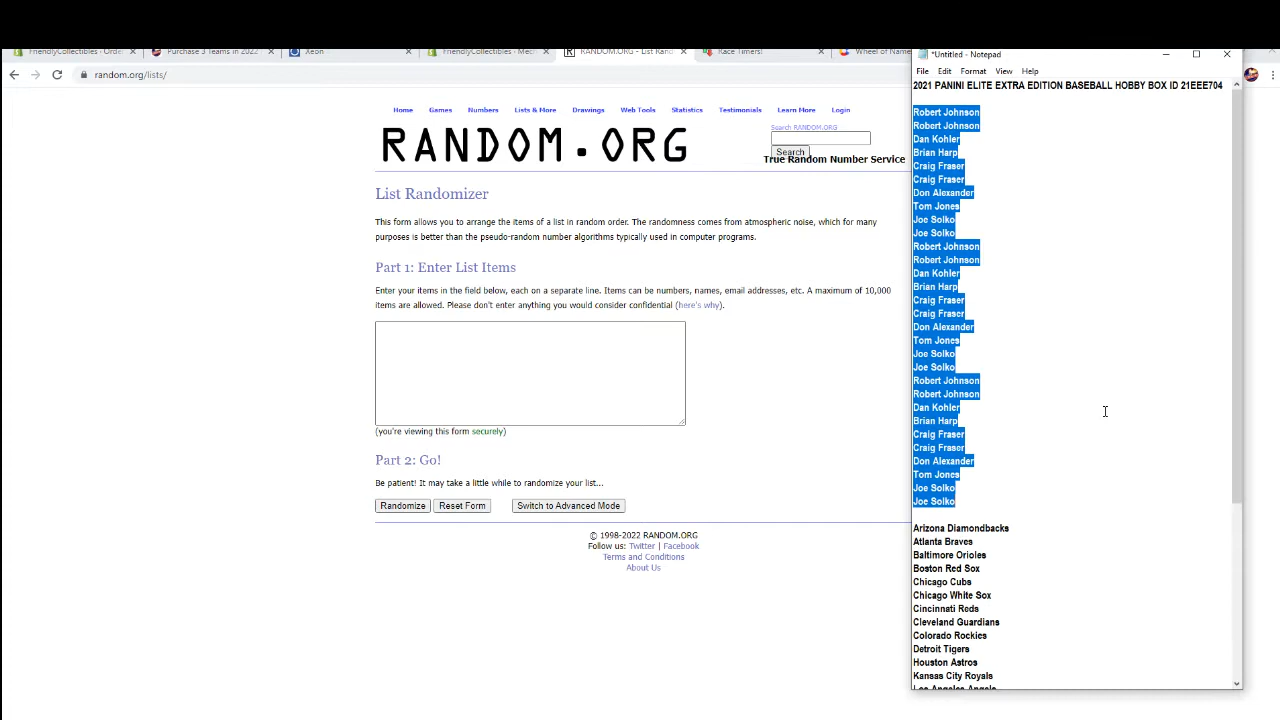 FriendlyCollectibles - Orde
Purchase 3 Teams in 2022
Xeon
FriendlyCollectibles - Me
RANDOM.ORG - List Rand
Race Timers!
Wheel of Name
random.org/lists/
Home Games Numbers Lists & More Drawings Web Tools Statistics Testimonials Learn More Login
RANDOM.ORG
Search RANDOM.ORG
Search
True Random Number Service
List Randomizer
This form allows you to arrange the items of a list in random order. The randomness comes from atmospheric noise, which for many
purposes is better than the pseudo-random number algorithms typically used in computer programs.
Part 1: Enter List Items
Enter your items in the field below, each on a separate line. Items can be numbers, names, email addresses, etc. A maximum of 10,000
items are allowed. Please don't enter anything you would consider confidential (here's why).
(you're viewing this form securely)
Part 2: Go!
Be patient! It may take a little while to randomize your list...
Randomize Reset Form Switch to Advanced Mode
© 1998-2022 RANDOM.ORG
Follow us: Twitter | Facebook
Terms and Conditions
About Us
*Untitled - Notepad
File Edit Format View Help
2021 PANINI ELITE EXTRA EDITION BASEBALL HOBBY BOX ID 21EEE704
Robert Johnson
Robert Johnson
Dan Kohler
Brian Harp
Craig Fraser
Craig Fraser
Don Alexander
Tom Jones
Joe Solko
Joe Solko
Robert Johnson
Robert Johnson
Dan Kohler
Brian Harp
Craig Fraser
Craig Fraser
Don Alexander
Tom Jones
Joe Solko
Joe Solko
Robert Johnson
Robert Johnson
Dan Kohler
Brian Harp
Craig Fraser
Craig Fraser
Don Alexander
Tom Jones
Joe Solko
Joe Solko
Arizona Diamondbacks
Atlanta Braves
Baltimore Orioles
Boston Red Sox
Chicago Cubs
Chicago White Sox
Cincinnati Reds
Cleveland Guardians
Colorado Rockies
Detroit Tigers
Houston Astros
Kansas City Royals
Los Angeles Angels